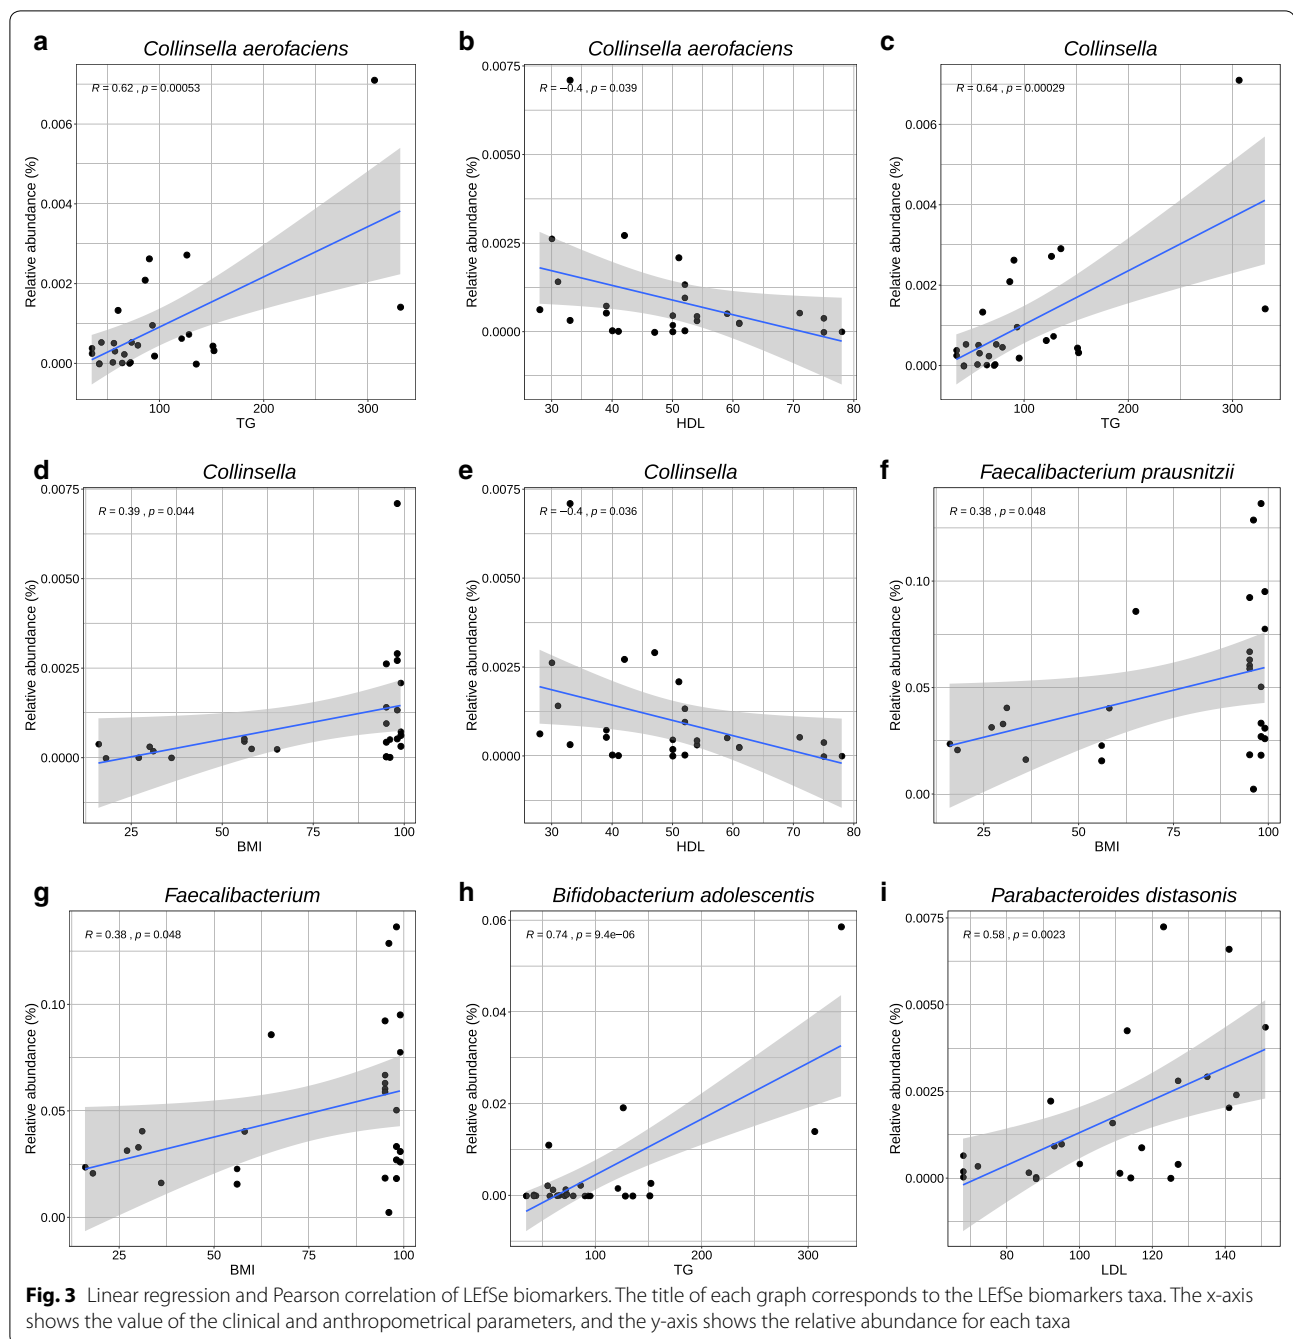 a
Collinsella aerofaciens
R = 0.62 , p = 0.00053
Relative abundance (%)
0.006
0.004
0.002
0.000
100 200 300
TG
b
Collinsella aerofaciens
R = −0.4 , p = 0.039
Relative abundance (%)
0.0075
0.0050
0.0025
0.0000
30 40 50 60 70 80
HDL
c
Collinsella
R = 0.64 , p = 0.00029
Relative abundance (%)
0.006
0.004
0.002
0.000
100 200 300
TG
d
Collinsella
R = 0.39 , p = 0.044
Relative abundance (%)
0.0075
0.0050
0.0025
0.0000
25 50 75 100
BMI
e
Collinsella
R = −0.4 , p = 0.036
Relative abundance (%)
0.0075
0.0050
0.0025
0.0000
30 40 50 60 70 80
HDL
f
Faecalibacterium prausnitzii
R = 0.38 , p = 0.048
Relative abundance (%)
0.10
0.05
0.00
25 50 75 100
BMI
g
Faecalibacterium
R = 0.38 , p = 0.048
Relative abundance (%)
0.10
0.05
0.00
25 50 75 100
BMI
h
Bifidobacterium adolescentis
R = 0.74 , p = 9.4e−06
Relative abundance (%)
0.06
0.04
0.02
0.00
100 200 300
TG
i
Parabacteroides distasonis
R = 0.58 , p = 0.0023
Relative abundance (%)
0.0075
0.0050
0.0025
0.0000
80 100 120 140
LDL
Fig. 3 Linear regression and Pearson correlation of LEfSe biomarkers. The title of each graph corresponds to the LEfSe biomarkers taxa. The x-axis
shows the value of the clinical and anthropometrical parameters, and the y-axis shows the relative abundance for each taxa